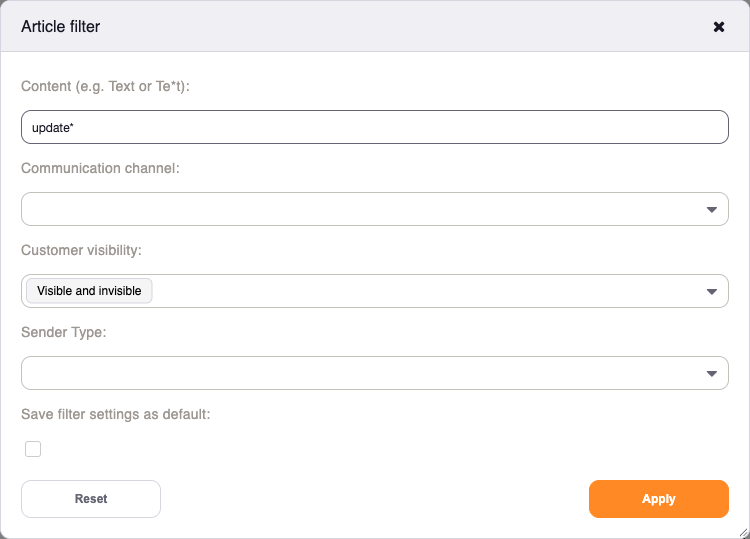 Article filter
Content (e.g. Text or Te*t):
update*
Communication channel:
Customer visibility:
Visible and invisible
Sender Type:
Save filter settings as default:
Reset
Apply